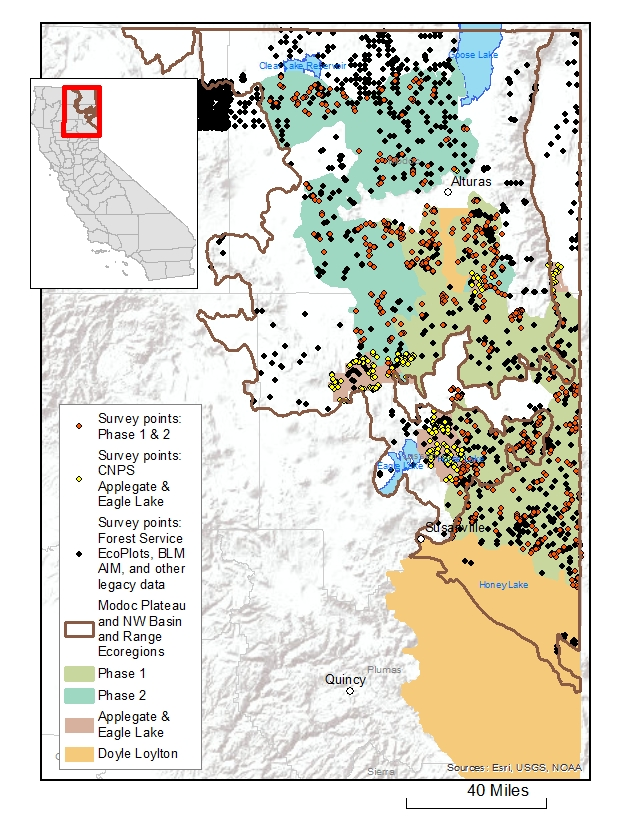 Goose Lake
Clear Lake Reservoir
Alturas
Eagle Lake
Susanville
Honey Lake
Plumas
Quincy
Sierra
Survey points:
Phase 1 & 2
Survey points:
CNPS
Applegate &
Eagle Lake
Survey points:
Forest Service
EcoPlots, BLM
AIM, and other
legacy data
Modoc Plateau
and NW Basin
and Range
Ecoregions
Phase 1
Phase 2
Applegate &
Eagle Lake
Doyle Loylton
Sources: Esri, USGS, NOAA
40 Miles